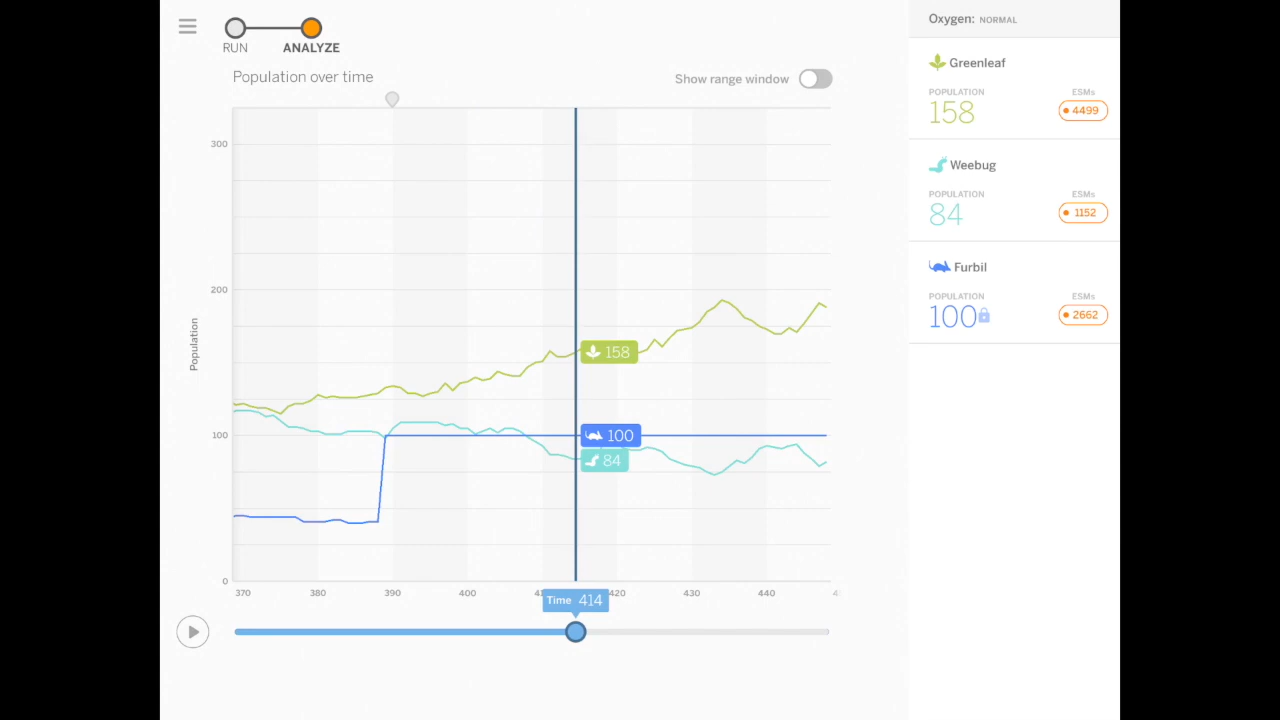 RUN
ANALYZE
Population over time
Show range window
300
200
100
0
Population
158
100
84
370
380
390
400
420
430
440
Time 414
Oxygen: NORMAL
Greenleaf
POPULATION
ESMs
158
4499
Weebug
POPULATION
ESMs
84
1152
Furbil
POPULATION
ESMs
100
2662